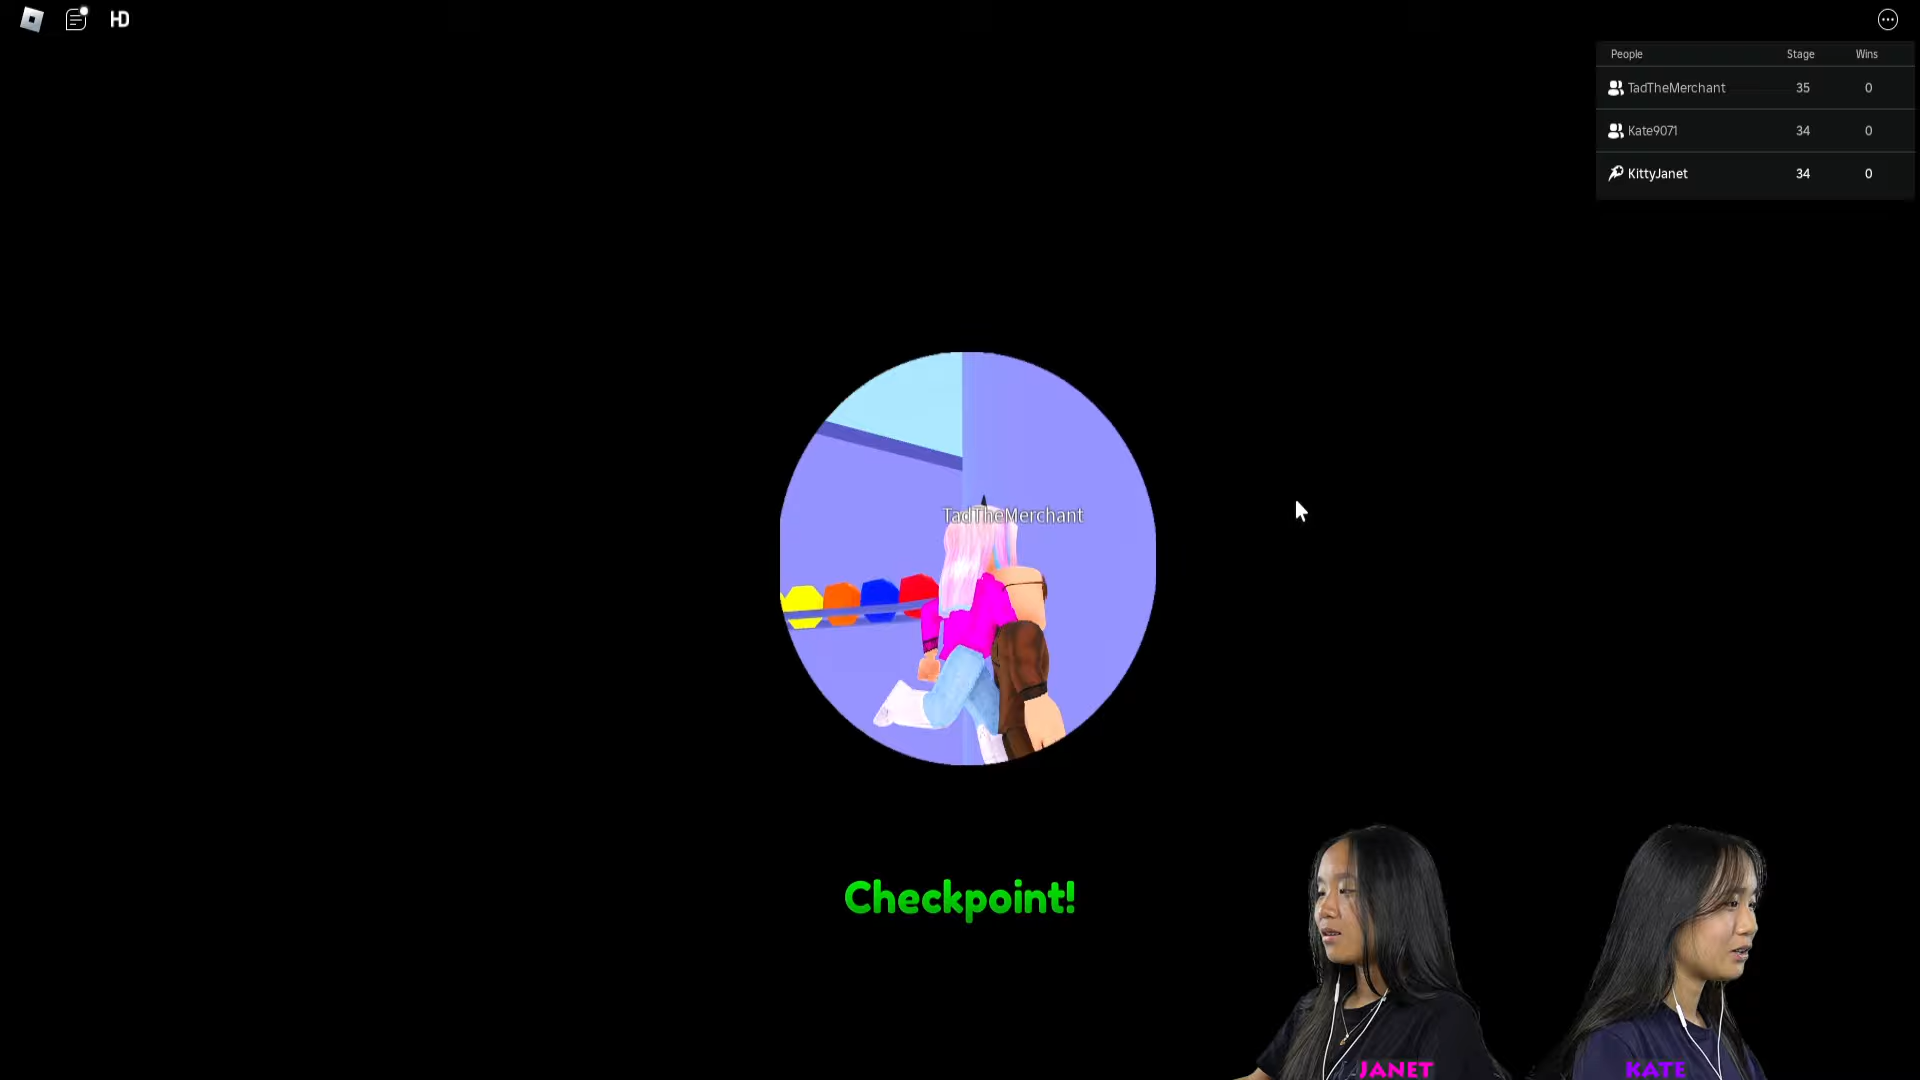 HD
People Stage Wins
TadTheMerchant 35 0
Kate9071 34 0
KittyJanet 34 0
TadTheMerchant
Checkpoint!
JANET
KATE